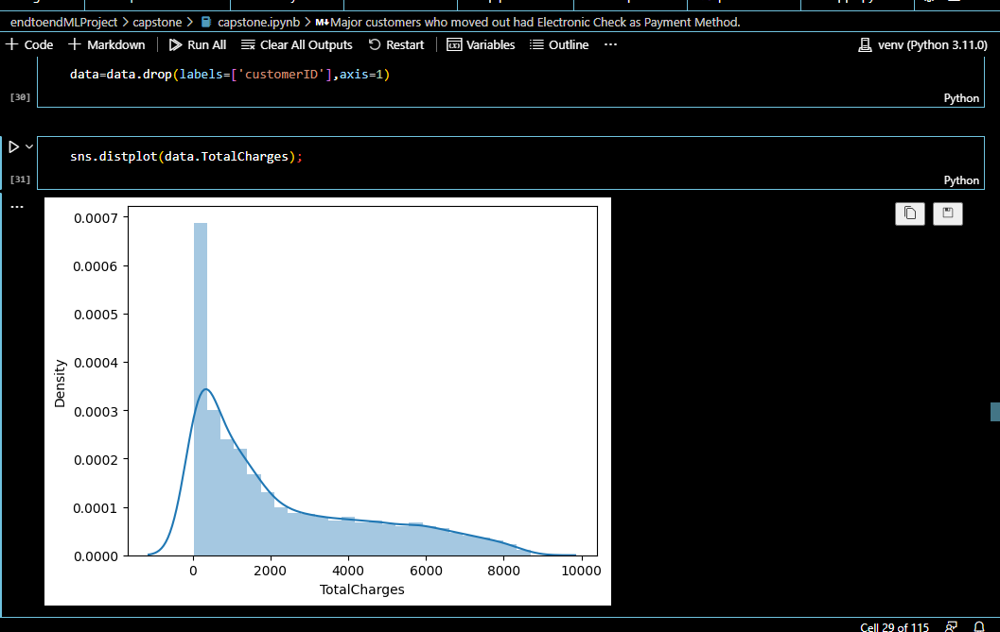 endtoendMLProject > capstone > capstone.ipynb > M↓Major customers who moved out had Electronic Check as Payment Method.
+ Code + Markdown Run All Clear All Outputs Restart Variables Outline ... venv (Python 3.11.0)
data=data.drop(labels=['customerID'],axis=1)
[30] Python
sns.distplot(data.TotalCharges);
[31] Python
...
0.0007
0.0006
0.0005
0.0004
0.0003
0.0002
0.0001
0.0000
Density
0 2000 4000 6000 8000 10000
TotalCharges
Cell 29 of 115